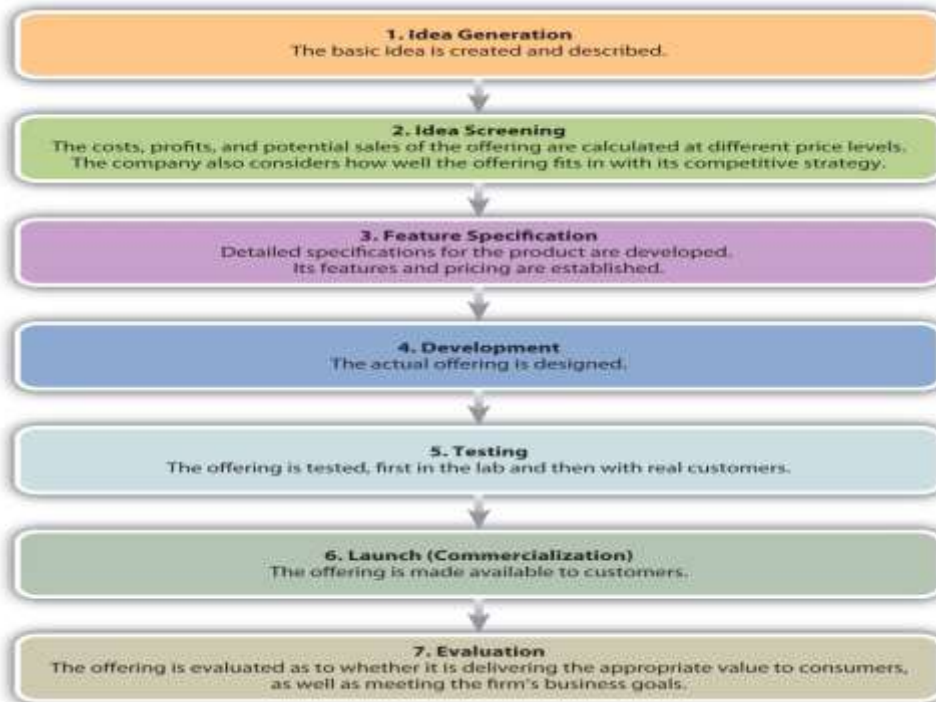 1. Idea Generation
The basic idea is created and described.
2. Idea Screening
The costs, profits, and potential sales of the offering are calculated at different price levels.
The company also considers how well the offering fits in with its competitive strategy.
3. Feature Specification
Detailed specifications for the product are developed.
Its features and pricing are established.
4. Development
The actual offering is designed.
5. Testing
The offering is tested, first in the lab and then with real customers.
6. Launch (Commercialization)
The offering is made available to customers.
7. Evaluation
The offering is evaluated as to whether it is delivering the appropriate value to consumers,
as well as meeting the firm's business goals.